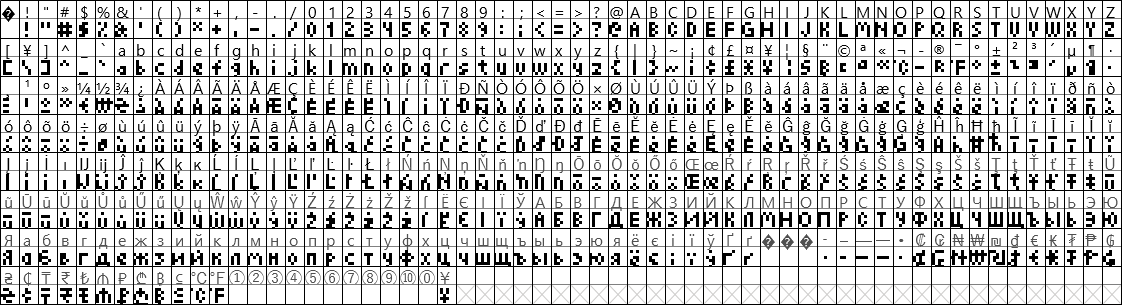 � ! " # $ % & ' ( ) * + , - . / 0 1 2 3 4 5 6 7 8 9 : ; < = > ? @ A B C D E F G H I J K L M N O P Q R S T U V W X Y Z
[ \ ] ^ _ ` a b c d e f g h i j k l m n o p q r s t u v w x y z { | } ~ ¡ ¢ £ ¤ ¥ ¦ § ¨ © ª « ¬ - ® ¯ ° ± ² ³ ´ µ ¶ ·
¸ ¹ º » ¼ ½ ¾ ¿ À Á Â Ã Ä Å Æ Ç È É Ê Ë Ì Í Î Ï Ð Ñ Ò Ó Ô Õ Ö × Ø Ù Ú Û Ü Ý Þ ß à á â ã ä å æ ç è é ê ë ì í î ï ð ñ ò
ó ô õ ö ÷ ø ù ú û ü ý þ ÿ Ā ā Ă ă Ą ą Ć ć Ĉ ĉ Ċ ċ Č č Ď ď Đ đ Ē ē Ĕ ĕ Ė ė Ę ę Ě ě Ĝ ĝ Ğ ğ Ġ ġ Ģ ģ Ĥ ĥ Ħ ħ Ĩ ĩ Ī ī Ĭ ĭ
Į į İ ı Ĳ ĳ Ĵ ĵ Ķ ķ ĸ Ĺ ĺ Ļ ļ Ľ ľ Ŀ ŀ Ł ł Ń ń Ņ ņ Ň ň ŉ Ŋ ŋ Ō ō Ŏ ŏ Ő ő Œ œ Ŕ ŕ Ŗ ŗ Ř ř Ś ś Ŝ ŝ Ş ş Š š Ţ ţ Ť ť Ŧ ŧ Ũ
ũ Ū ū Ŭ ŭ Ů ů Ű ű Ų ų Ŵ ŵ Ŷ ŷ Ÿ Ź ź Ż ż Ž ž Ґ Ё Є І Ї Ў А Б В Г Д Е Ж З И Й К Л М Н О П Р С Т У Ф Х Ц Ч Ш Щ Ъ Ы Ь Э Ю
Я а б в г д е ж з и й к л м н о п р с т у ф х ц ч ш щ ъ ы ь э ю я ё є і ї ў Ґ ґ � � � ‐ ‑ ‒ – — ― • ₡ ₢ ₦ ₩ ₪ ₫ € ₭ ₮ ₱ ₲
₴ ₵ ₸ ₹ ₺ ₼ ₽ ₾ ₿ ⊆ ℃ ℉ ① ② ③ ④ ⑤ ⑥ ⑦ ⑧ ⑨ ⑩ ⓪ ¥